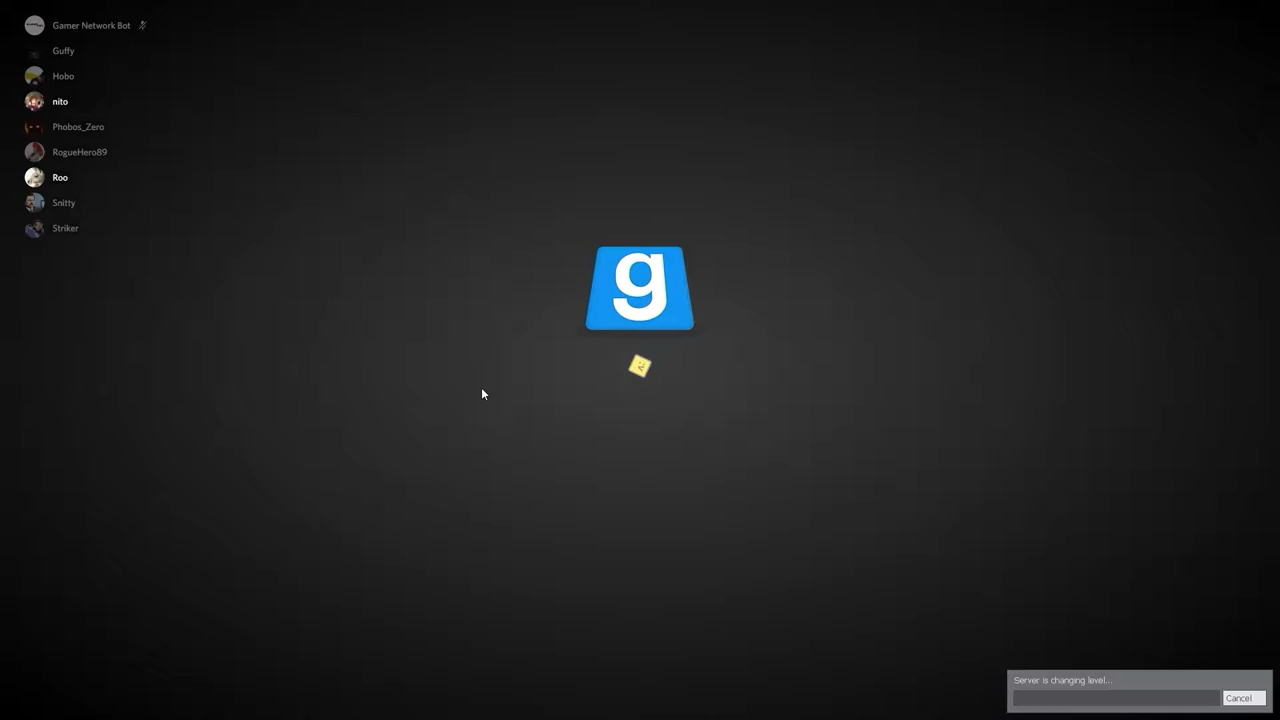 Gamer Network Bot
Guffy
Hobo
nito
Phobos_Zero
RogueHero89
Roo
Snitty
Striker
g
Server is changing level...
Cancel